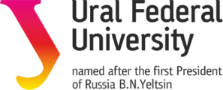 Ural Federal
University
named after the first President
of Russia B.N.Yeltsin